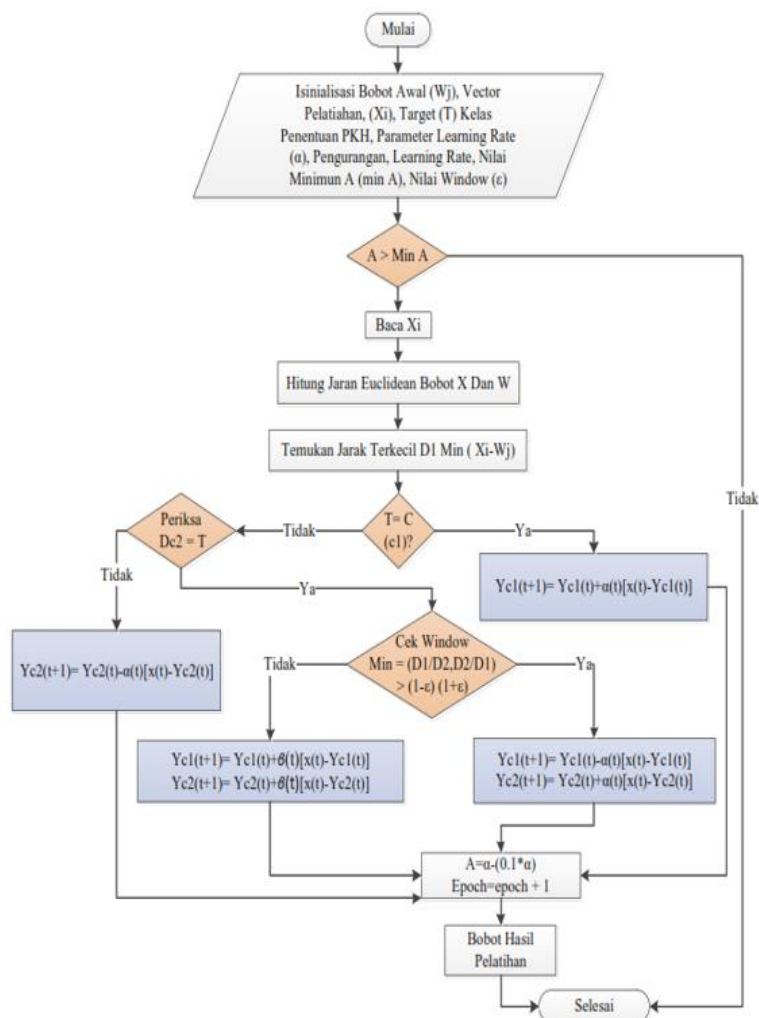 Mulai
Isinialisasi Bobot Awal (Wj), Vector
Pelatiahan, (Xi), Target (T) Kelas
Penentuan PKH, Parameter Learning Rate
(α), Pengurangan, Learning Rate, Nilai
Minimun A (min A), Nilai Window (ε)
A > Min A
Baca Xi
Hitung Jaran Euclidean Bobot X Dan W
Temukan Jarak Terkecil D1 Min ( Xi-Wj)
Tidak
Periksa
Dc2 = T
Tidak
T= C
(c1)?
Ya
Tidak
Ya
Yc1(t+1)= Yc1(t)+α(t)[x(t)-Yc1(t)]
Yc2(t+1)= Yc2(t)-α(t)[x(t)-Yc2(t)]
Cek Window
Min = (D1/D2,D2/D1)
> (1-ε) (1+ε)
Tidak
Ya
Yc1(t+1)= Yc1(t)+ϐ(t)[x(t)-Yc1(t)]
Yc2(t+1)= Yc2(t)+ϐ(t)[x(t)-Yc2(t)]
Yc1(t+1)= Yc1(t)-α(t)[x(t)-Yc1(t)]
Yc2(t+1)= Yc2(t)+α(t)[x(t)-Yc2(t)]
A=α-(0.1*α)
Epoch=epoch + 1
Bobot Hasil
Pelatihan
Selesai